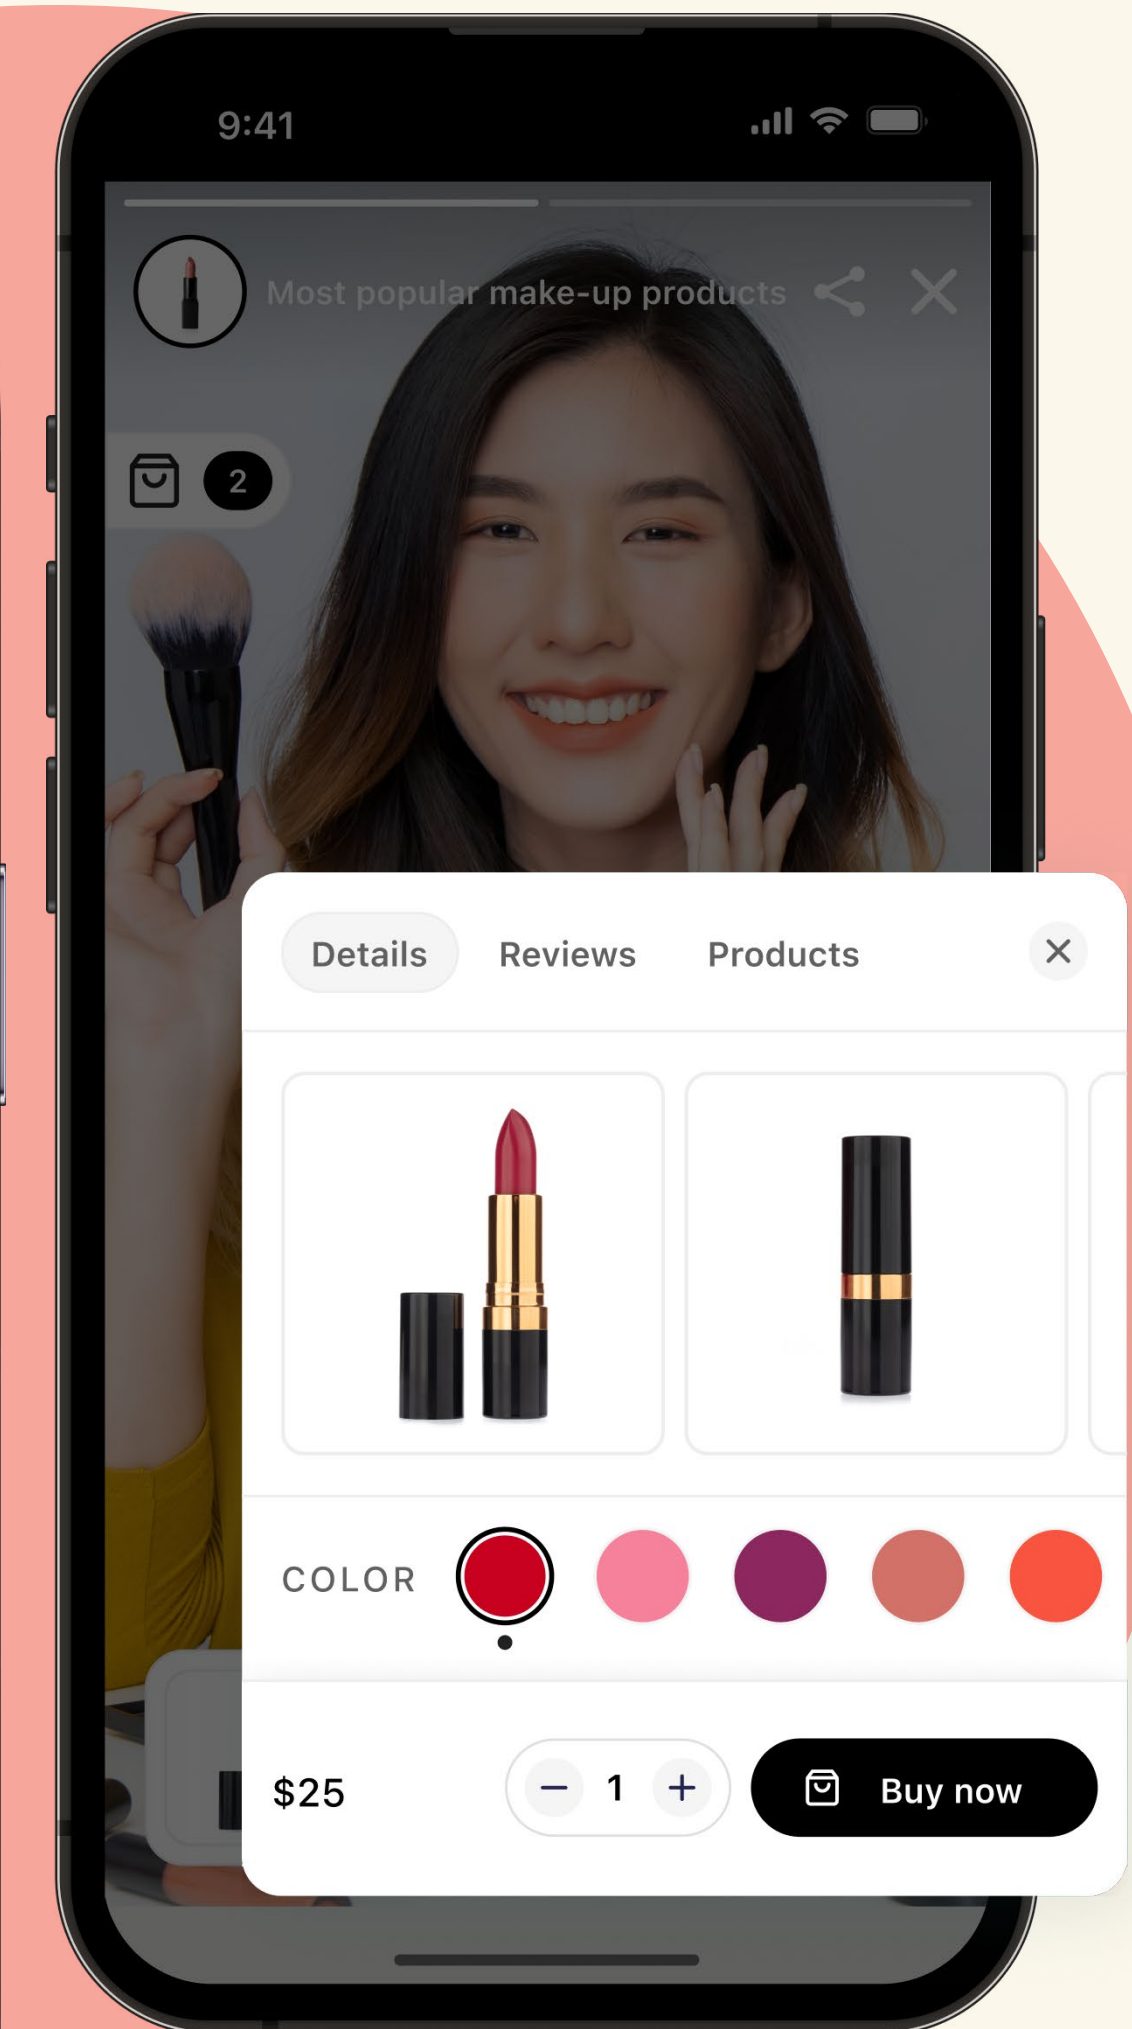 9:41
Most popular make-up products
2
Details
Reviews
Products
COLOR
$25
1
Buy now